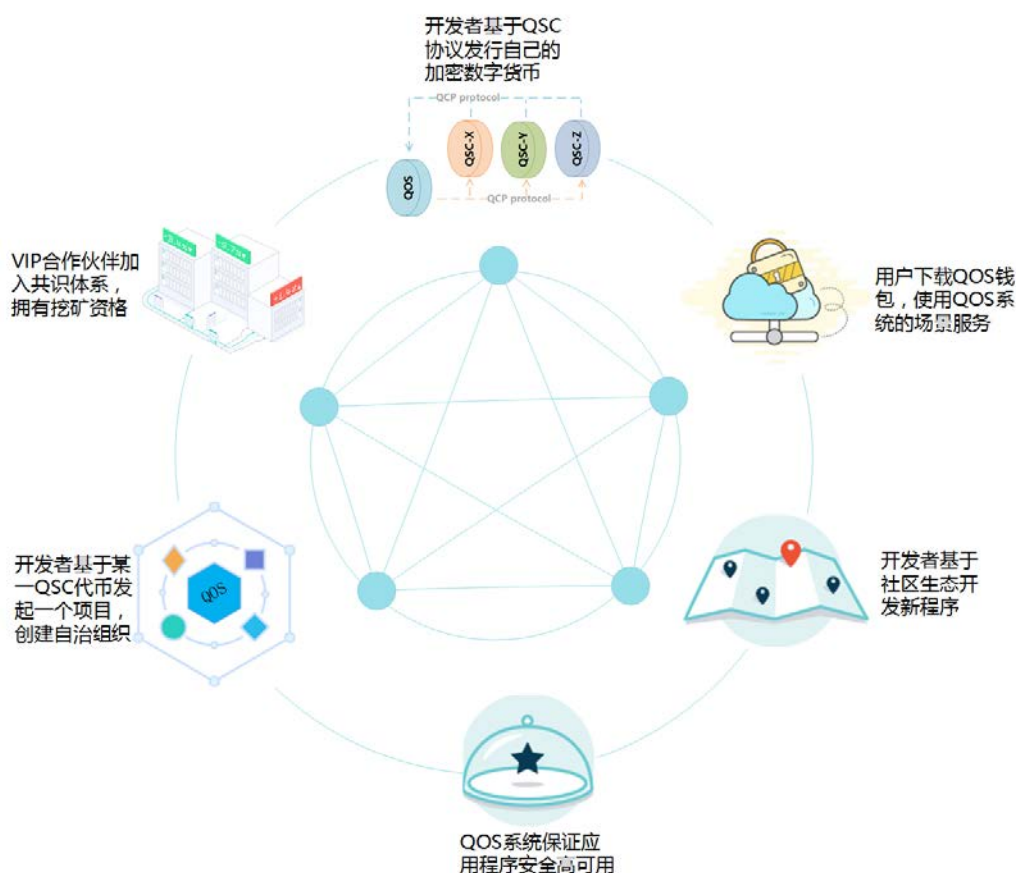 开发者基于QSC
协议发行自己的
加密数字货币
QCP protocol
QOS
QSC-X
QSC-Y
QSC-Z
QCP protocol
VIP合作伙伴加
入共识体系，
拥有挖矿资格
用户下载QOS钱
包，使用QOS系
统的场景服务
开发者基于某
一QSC代币发
起一个项目，
创建自治组织
QOS
开发者基于
社区生态开
发新程序
QOS系统保证应
用程序安全高可用